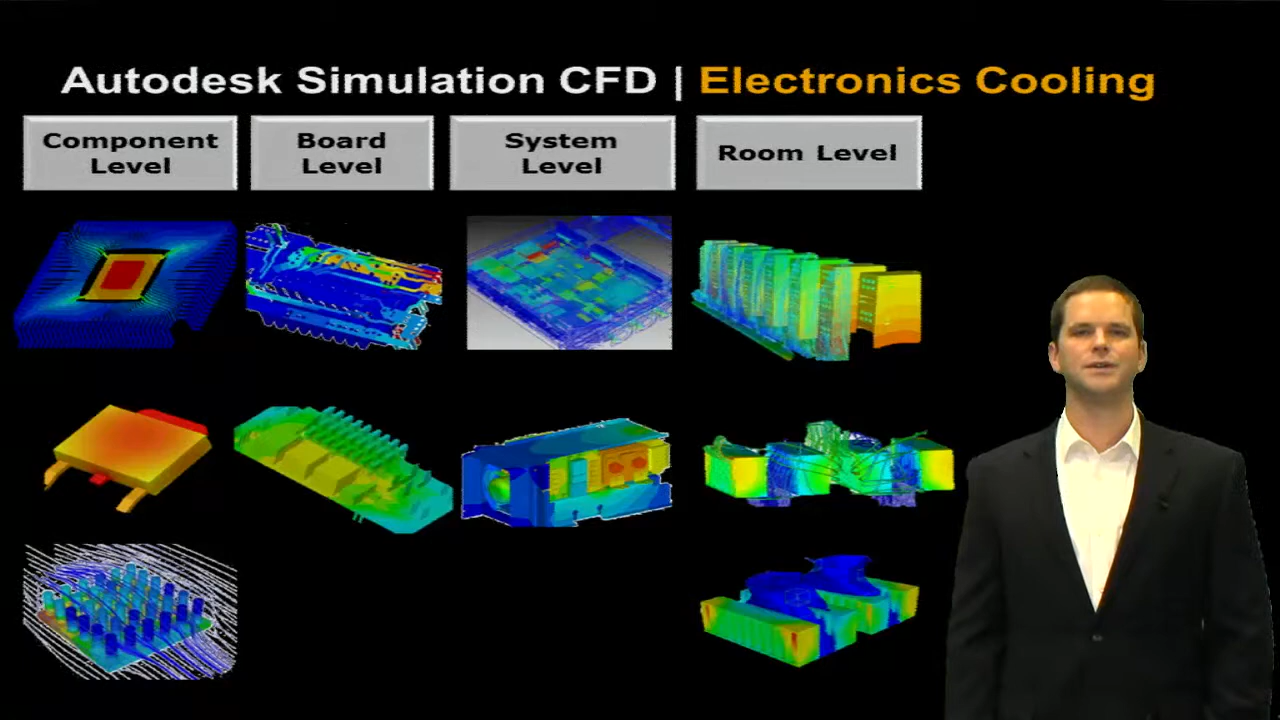 Autodesk Simulation CFD | Electronics Cooling
Component
Level
Board
Level
System
Level
Room Level